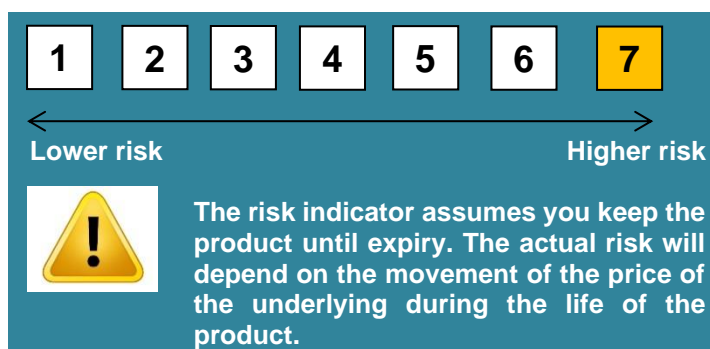 1 2 3 4 5 6 7
Lower risk Higher risk
!
The risk indicator assumes you keep the
product until expiry. The actual risk will
depend on the movement of the price of
the underlying during the life of the
product.